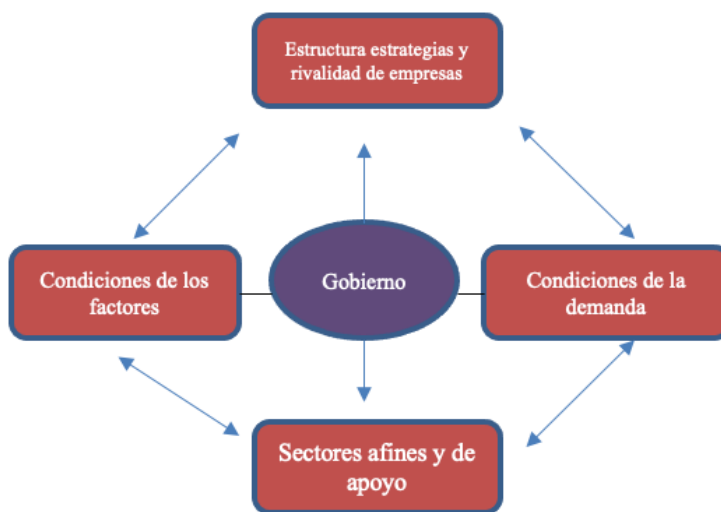 Estructura estrategias y
rivalidad de empresas
Condiciones de los
factores
Gobierno
Condiciones de la
demanda
Sectores afines y de
apoyo